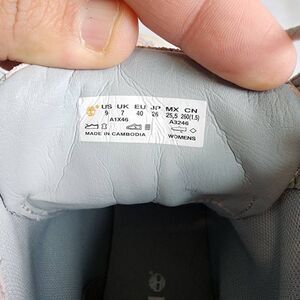 US UK EU JP MX CN
9 7 40 26 25,5 250(1.5)
A1X46 A3246
MADE IN CAMBODIA WOMENS